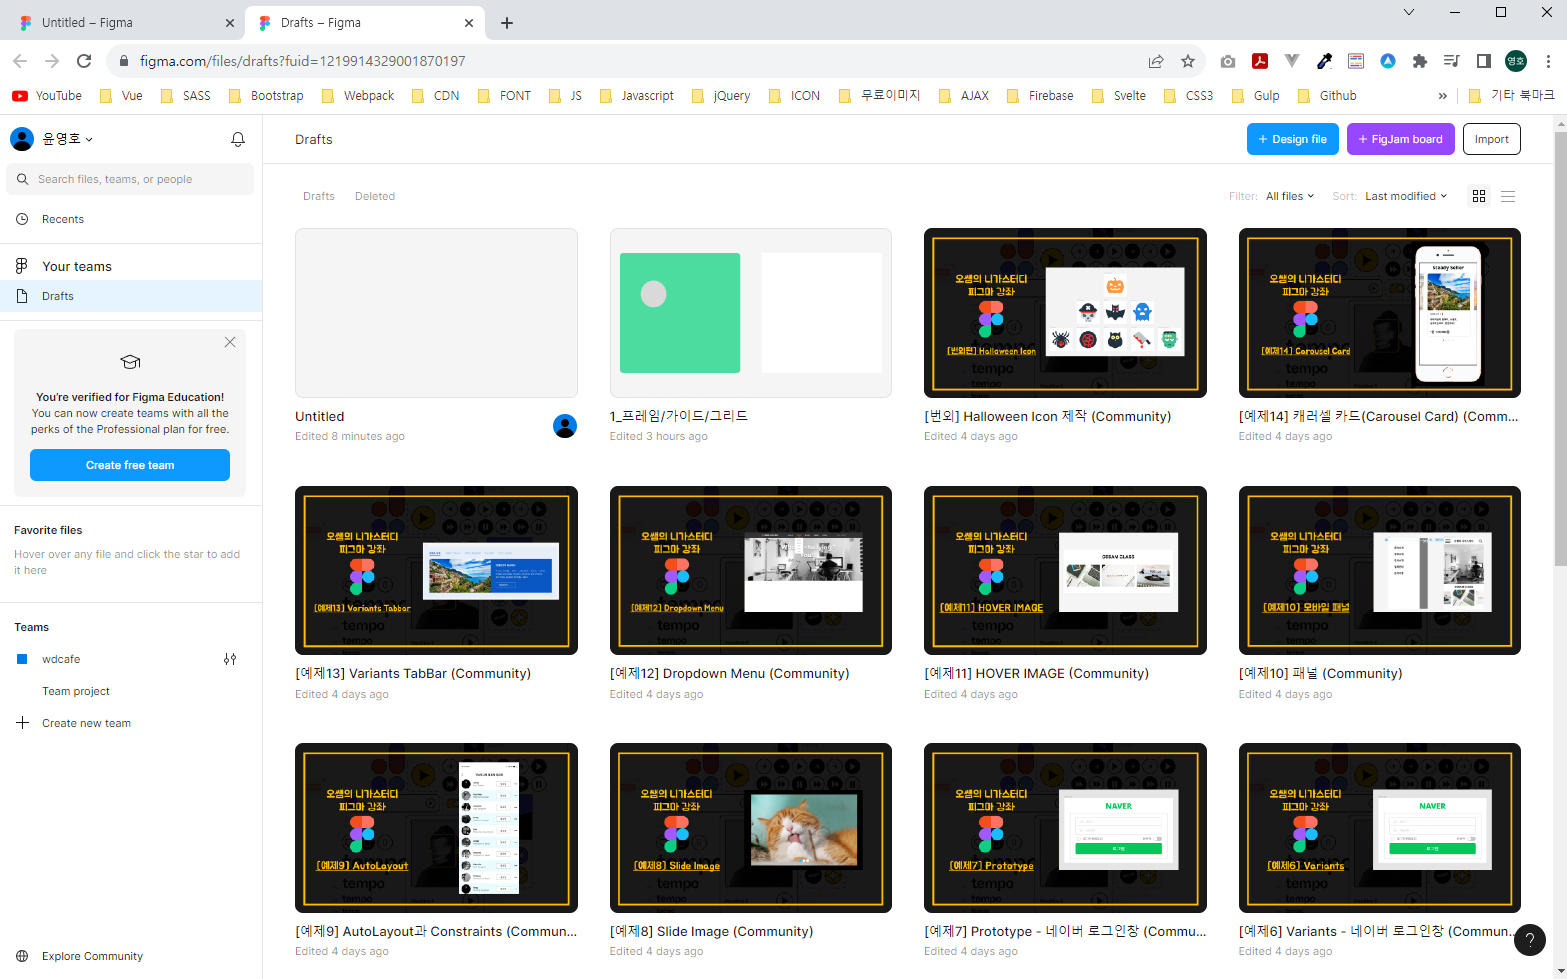 Untitled – Figma
Drafts – Figma
figma.com/files/drafts?fuid=1219914329001870197
영호
YouTube
Vue
SASS
Bootstrap
Webpack
CDN
FONT
JS
Javascript
jQuery
ICON
무료이미지
AJAX
Firebase
Svelte
CSS3
Gulp
Github
»
기타 북마크
윤영호
Drafts
+ Design file
+ FigJam board
Import
Search files, teams, or people
Recents
Your teams
Drafts
You're verified for Figma Education!
You can now create teams with all the
perks of the Professional plan for free.
Create free team
Favorite files
Hover over any file and click the star to add
it here
Teams
wdcafe
Team project
Create new team
Explore Community
Drafts
Deleted
Filter: All files
Sort: Last modified
Untitled
Edited 8 minutes ago
1_프레임/가이드/그리드
Edited 3 hours ago
오쌤의 니가스터디
피그마 강좌
[번외편] Halloween Icon
[번외] Halloween Icon 제작 (Community)
Edited 4 days ago
오쌤의 니가스터디
피그마 강좌
[예제14] Carousel Card
Steady Seller
[예제14] 캐러셀 카드(Carousel Card) (Comm...
Edited 4 days ago
오쌤의 니가스터디
피그마 강좌
[예제13] Variants Tabbar
tempo
[예제13] Variants TabBar (Community)
Edited 4 days ago
오쌤의 니가스터디
피그마 강좌
[예제12] Dropdown Menu
tempo
[예제12] Dropdown Menu (Community)
Edited 4 days ago
오쌤의 니가스터디
피그마 강좌
[예제11] HOVER IMAGE
OSSAM CLASS
tempo
[예제11] HOVER IMAGE (Community)
Edited 4 days ago
오쌤의 니가스터디
피그마 강좌
[예제10] 모바일 패널
tempo
[예제10] 패널 (Community)
Edited 4 days ago
오쌤의 니가스터디
피그마 강좌
[예제9] AutoLayout
tempo
[예제9] AutoLayout과 Constraints (Commun...
Edited 4 days ago
오쌤의 니가스터디
피그마 강좌
[예제8] Slide Image
tempo
[예제8] Slide Image (Community)
Edited 4 days ago
오쌤의 니가스터디
피그마 강좌
[예제7] Prototype
NAVER
로그인
tempo
[예제7] Prototype - 네이버 로그인창 (Commu...
Edited 4 days ago
오쌤의 니가스터디
피그마 강좌
[예제6] Variants
NAVER
로그인
tempo
[예제6] Variants - 네이버 로그인창 (Commun...
Edited 4 days ago
?